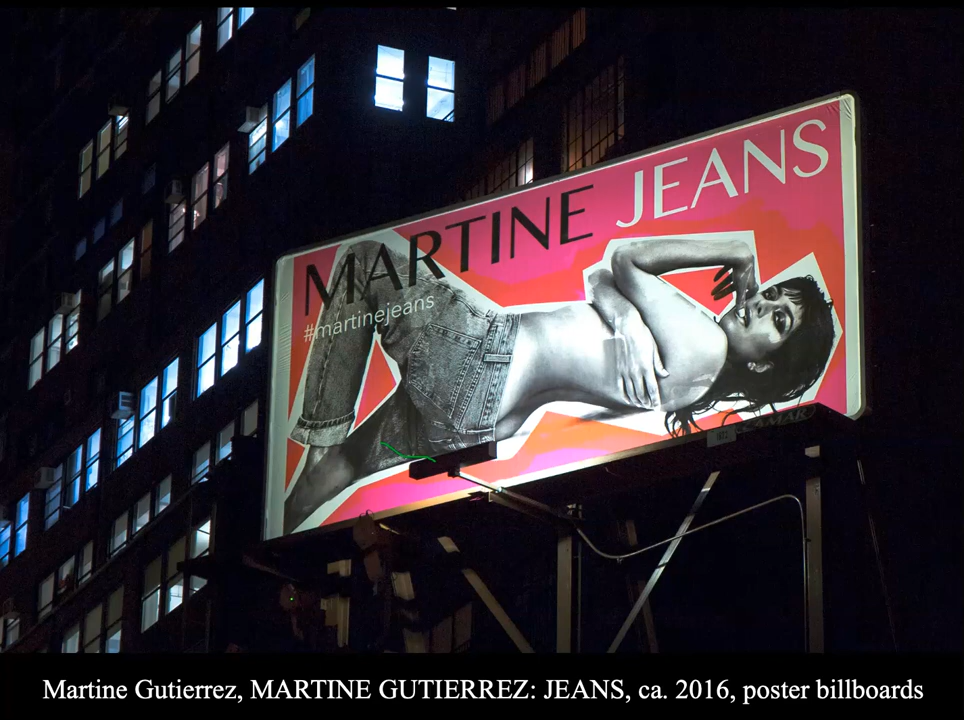 MARTINE JEANS
#martinejeans
Martine Gutierrez, MARTINE GUTIERREZ: JEANS, ca. 2016, poster billboards